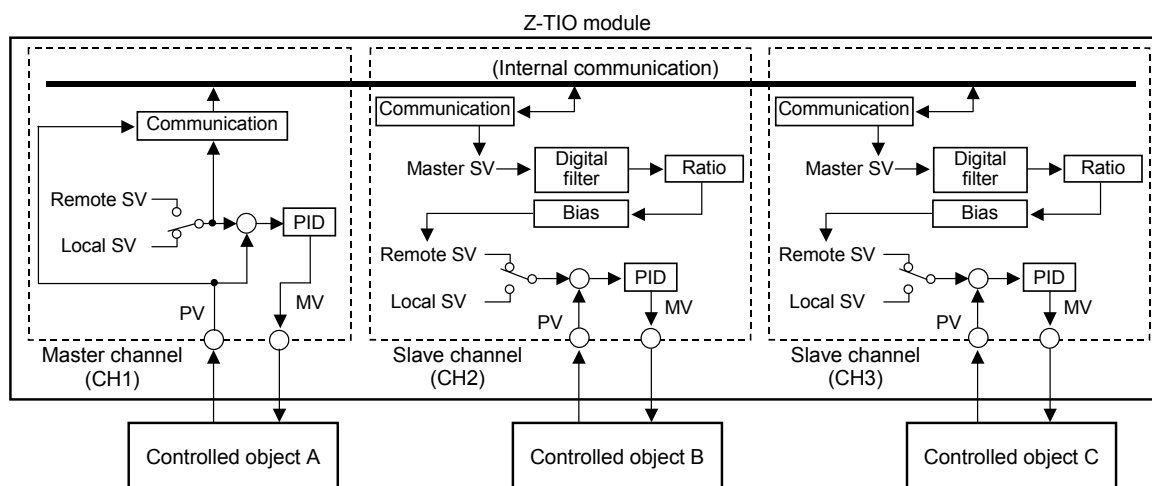 Z-TIO module
(Internal communication)
Communication
Remote SV
Local SV
PID
PV
MV
Master channel
(CH1)
Communication
Master SV
Digital
filter
Ratio
Bias
Remote SV
Local SV
PID
PV
MV
Slave channel
(CH2)
Communication
Master SV
Digital
filter
Ratio
Bias
Remote SV
Local SV
PID
PV
MV
Slave channel
(CH3)
Controlled object A
Controlled object B
Controlled object C